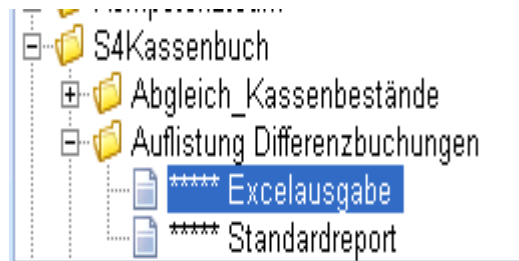 S4Kassenbuch
Abgleich_Kassenbestände
Auflistung Differenzbuchungen
***** Excelausgabe
***** Standardreport